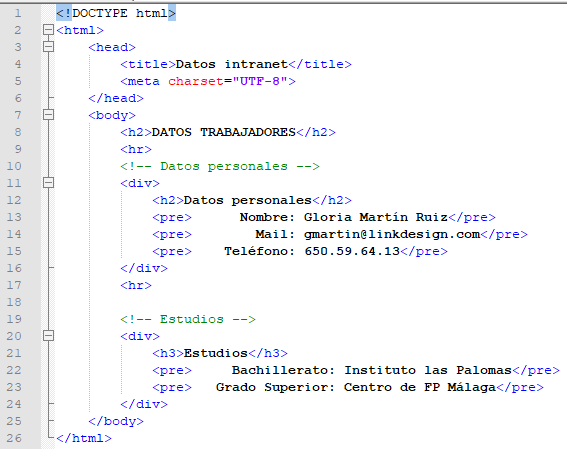 1 <!DOCTYPE html>
2 <html>
3     <head>
4         <title>Datos intranet</title>
5         <meta charset="UTF-8">
6     </head>
7     <body>
8         <h2>DATOS TRABAJADORES</h2>
9         <hr>
10         <!-- Datos personales -->
11         <div>
12             <h2>Datos personales</h2>
13             <pre>      Nombre: Gloria Martín Ruiz</pre>
14             <pre>        Mail: gmartin@linkdesign.com</pre>
15             <pre>    Teléfono: 650.59.64.13</pre>
16         </div>
17         <hr>
18
19         <!-- Estudios -->
20         <div>
21             <h3>Estudios</h3>
22             <pre>     Bachillerato: Instituto las Palomas</pre>
23             <pre>   Grado Superior: Centro de FP Málaga</pre>
24         </div>
25     </body>
26 </html>